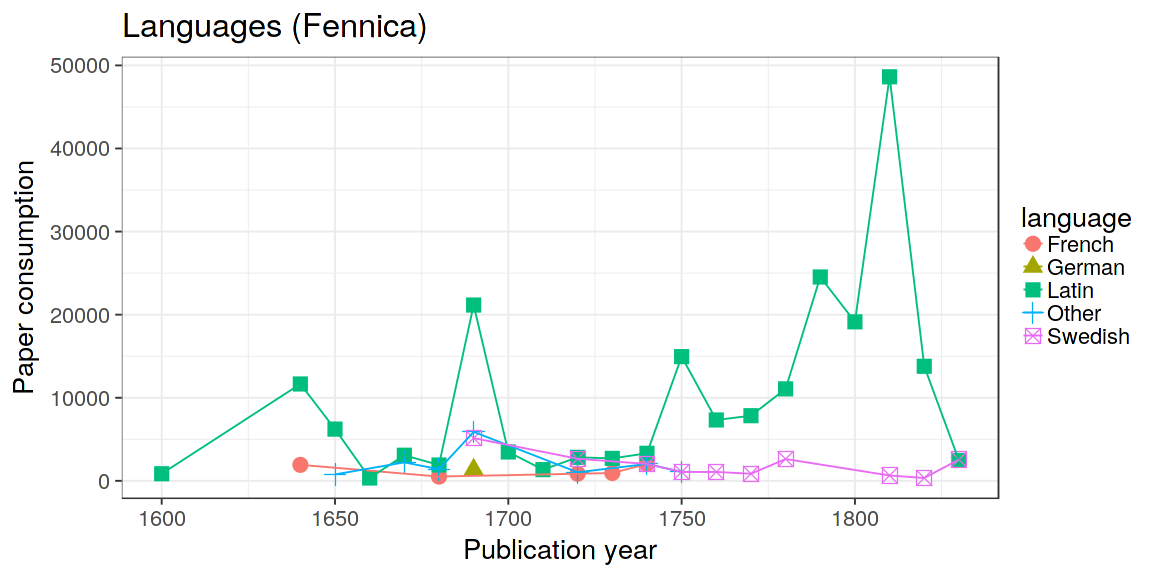 Languages (Fennica)
50000
40000
30000
20000
10000
0
Paper consumption
1600 1650 1700 1750 1800
Publication year
language
French
German
Latin
Other
Swedish